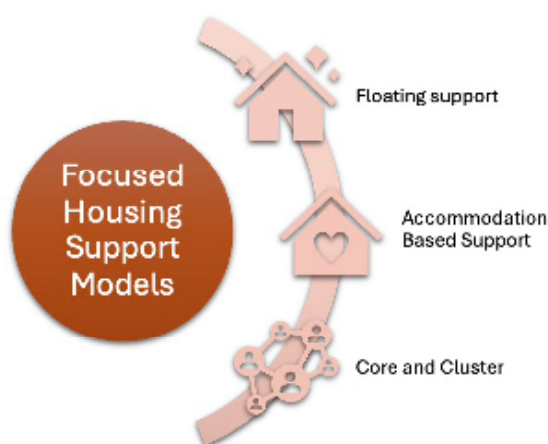 Focused
Housing
Support
Models
Floating support
Accommodation
Based Support
Core and Cluster